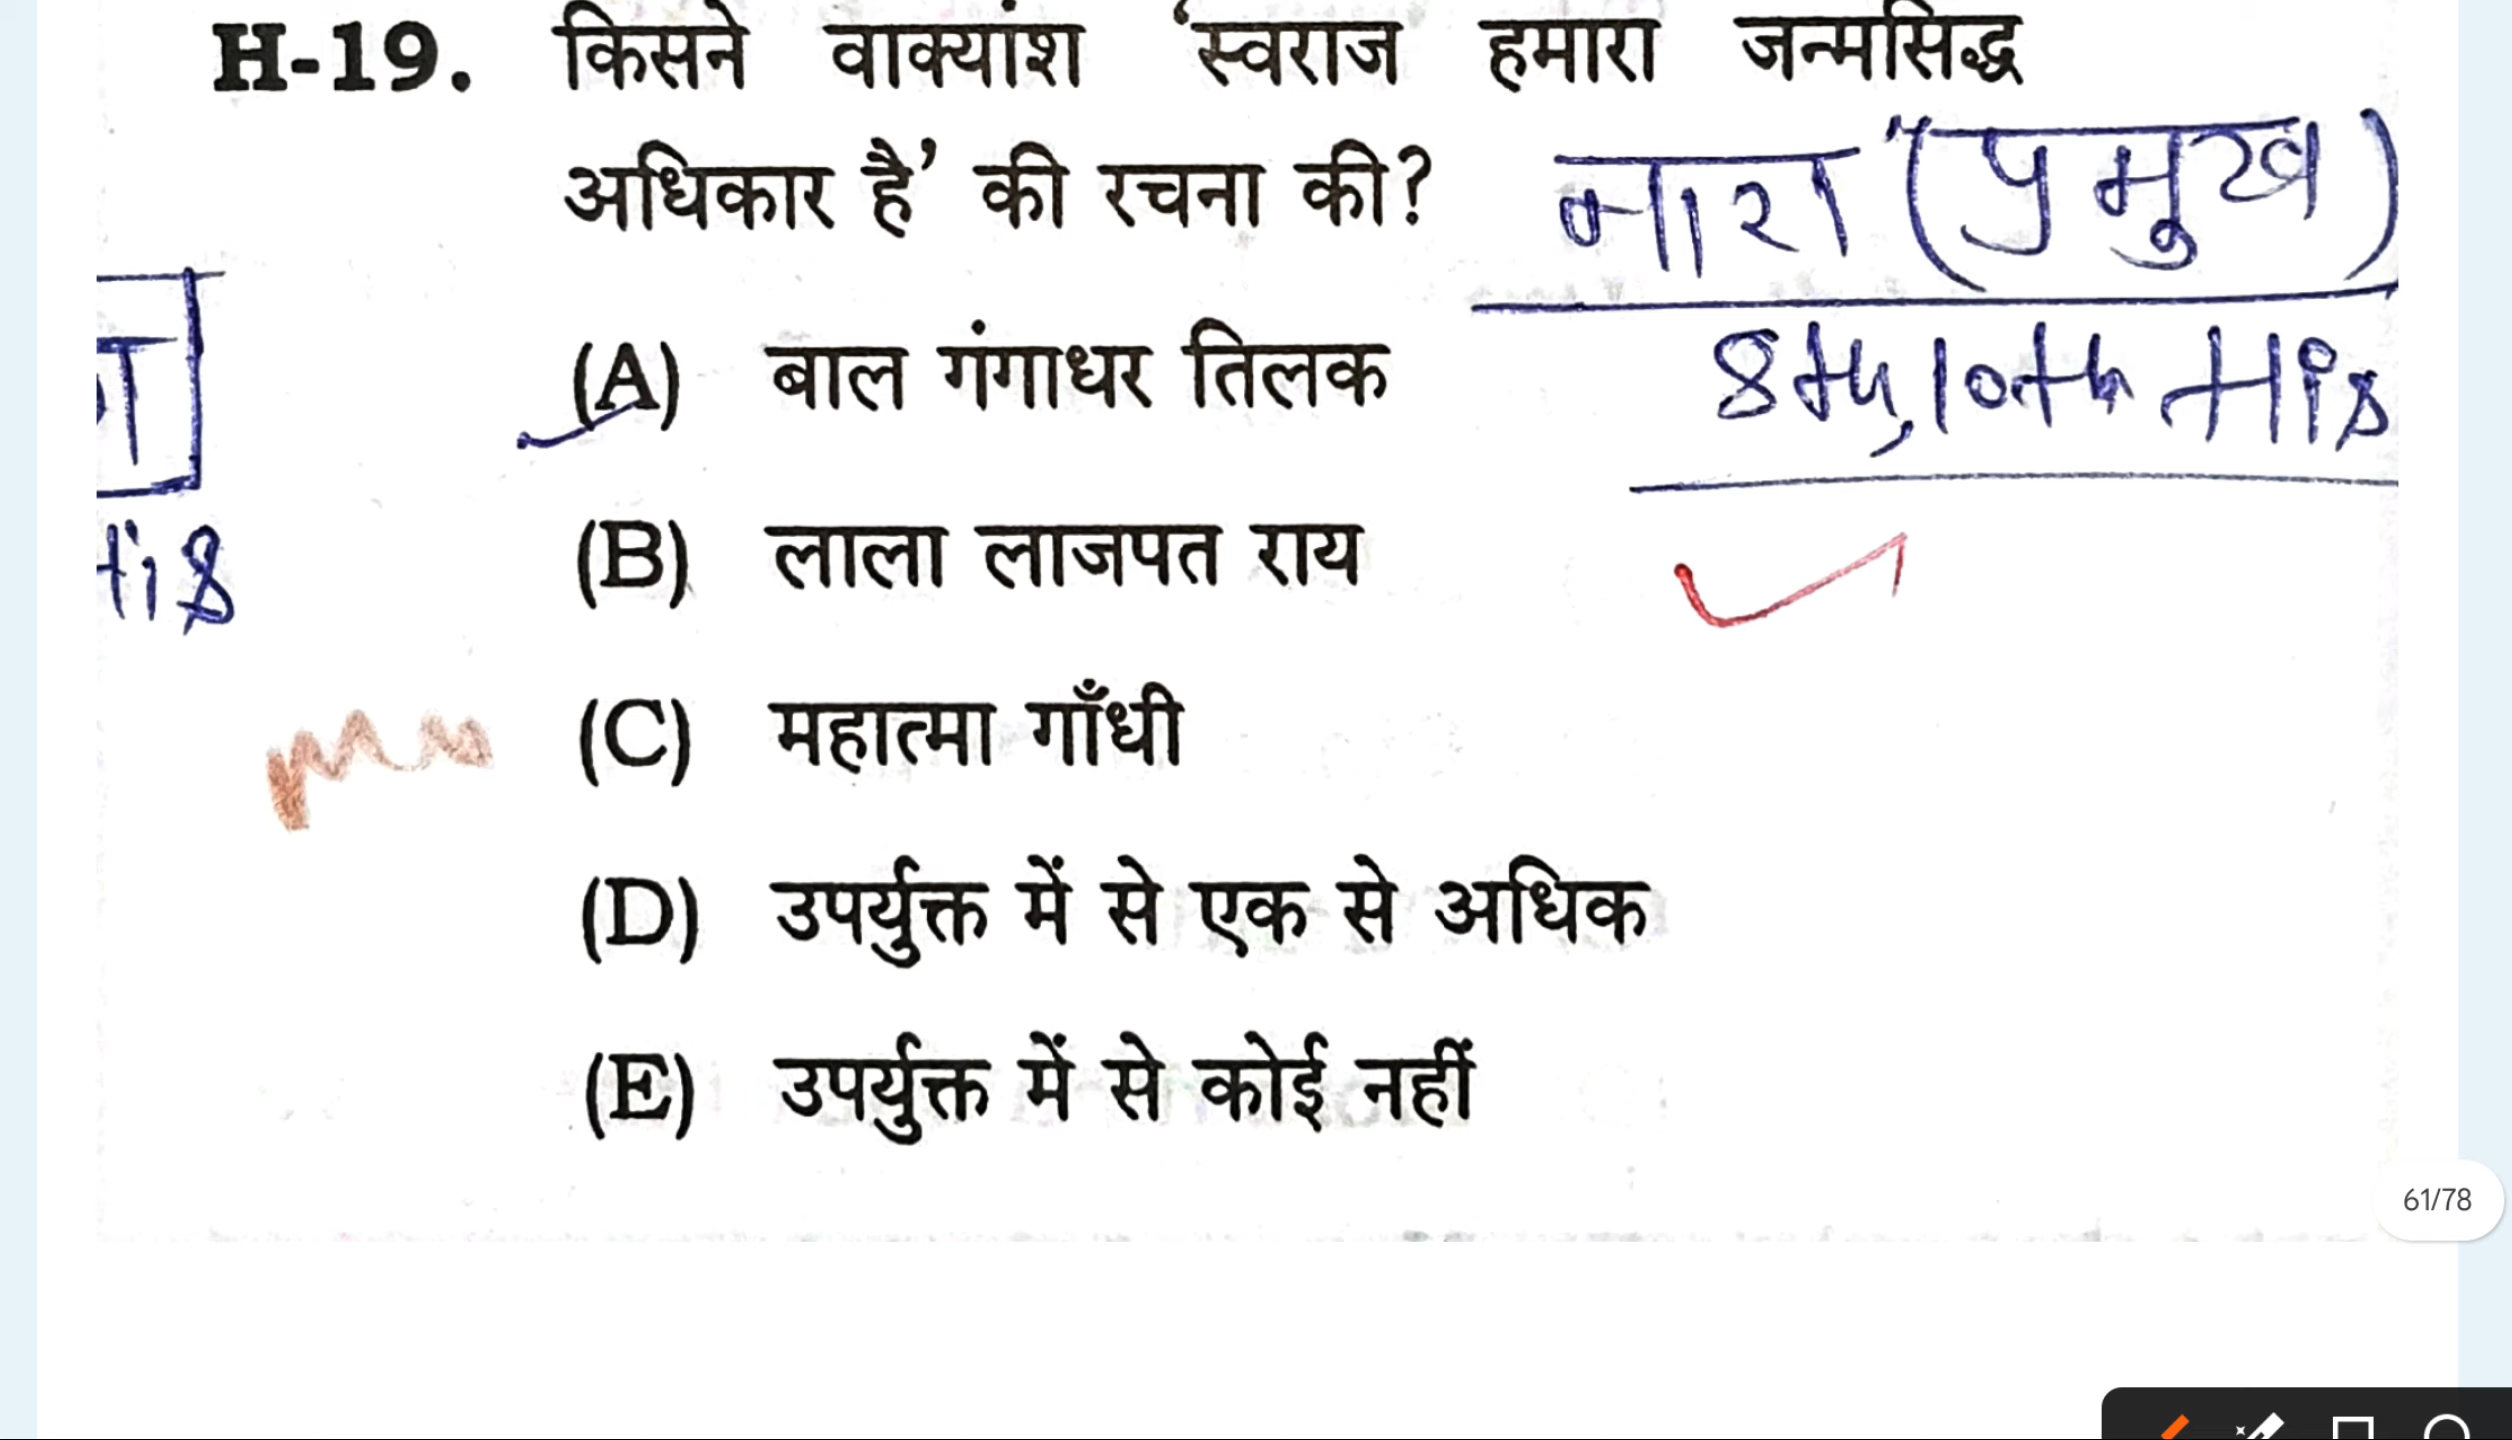 H-19. किसने वाक्यांश 'स्वराज हमारा जन्मसिद्ध
अधिकार है' की रचना की?
नारा (प्रमुख)
(A) बाल गंगाधर तिलक
8th, 10th His
(B) लाला लाजपत राय
His
(C) महात्मा गाँधी
(D) उपर्युक्त में से एक से अधिक
(E) उपर्युक्त में से कोई नहीं
61/78